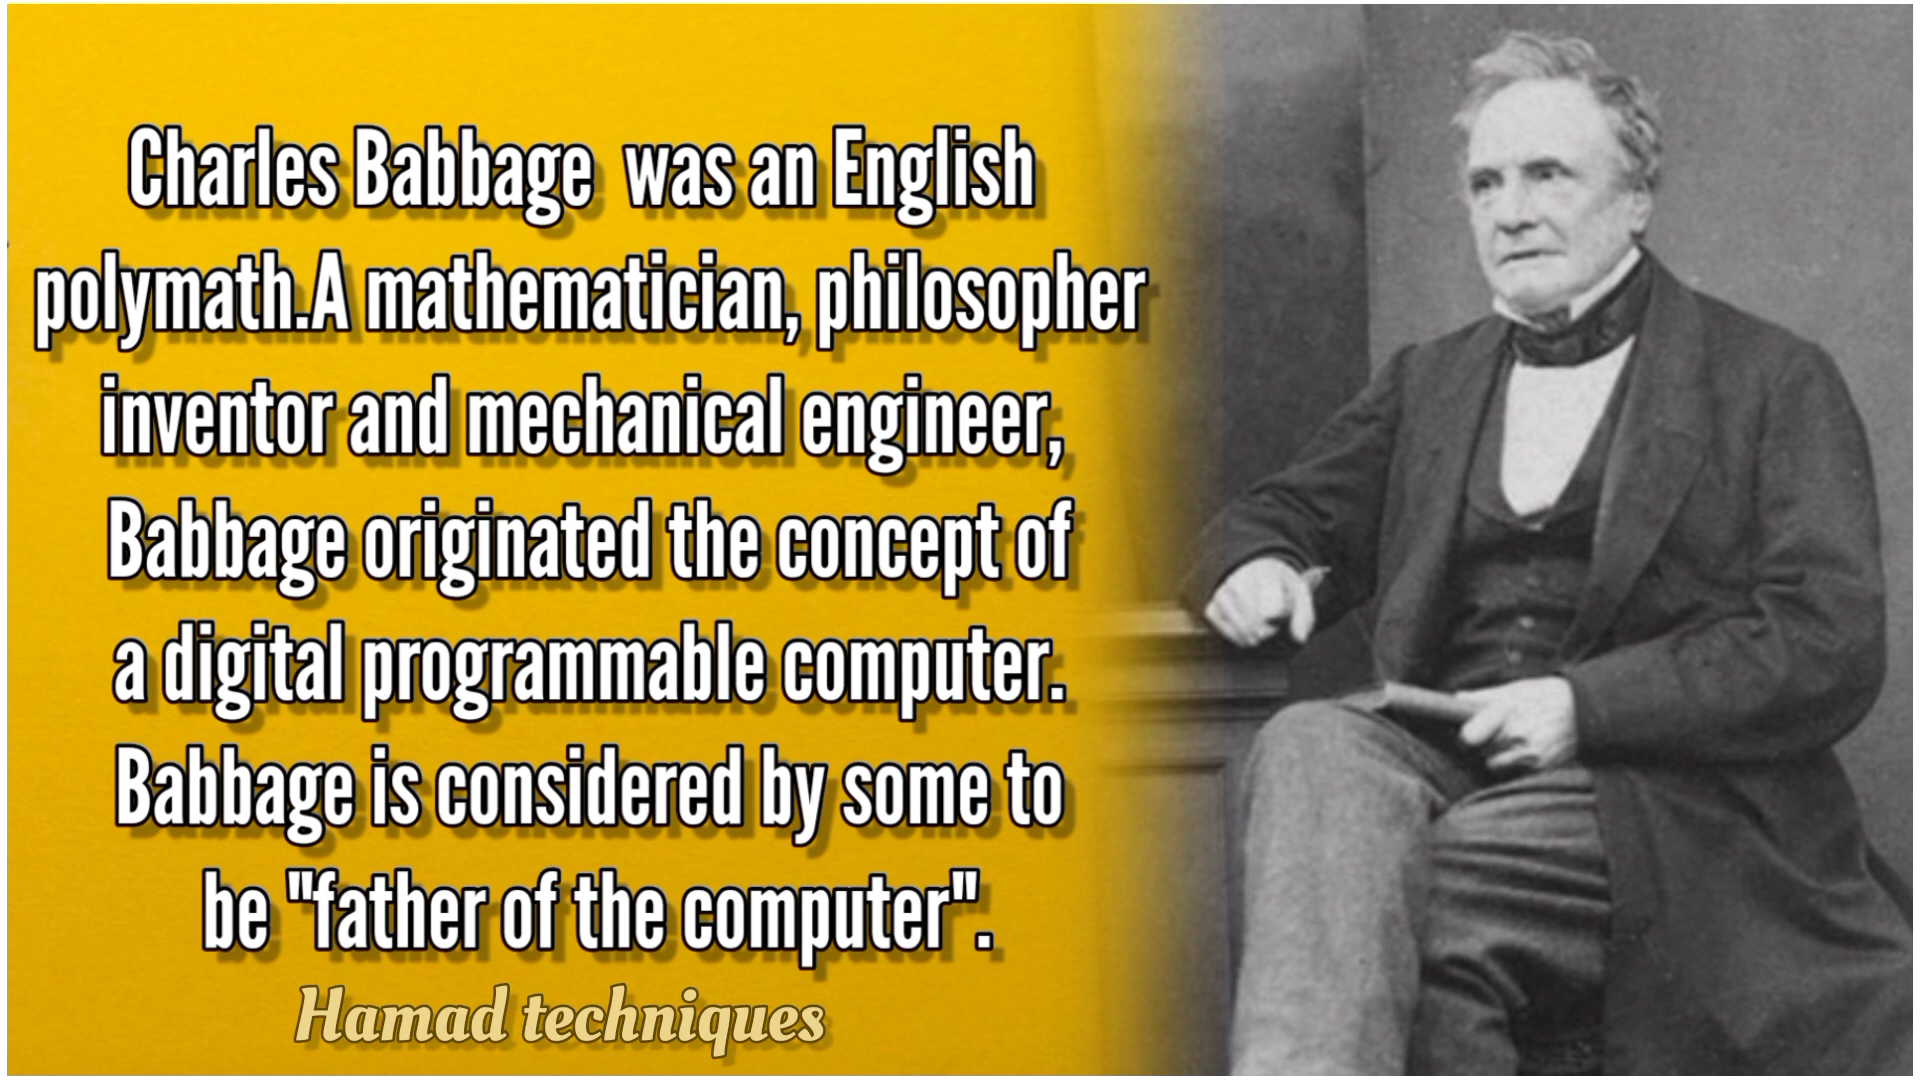 Charles Babbage  was an English
polymath.A mathematician, philosopher
inventor and mechanical engineer,
Babbage originated the concept of
a digital programmable computer.
Babbage is considered by some to
be "father of the computer".
Hamad techniques